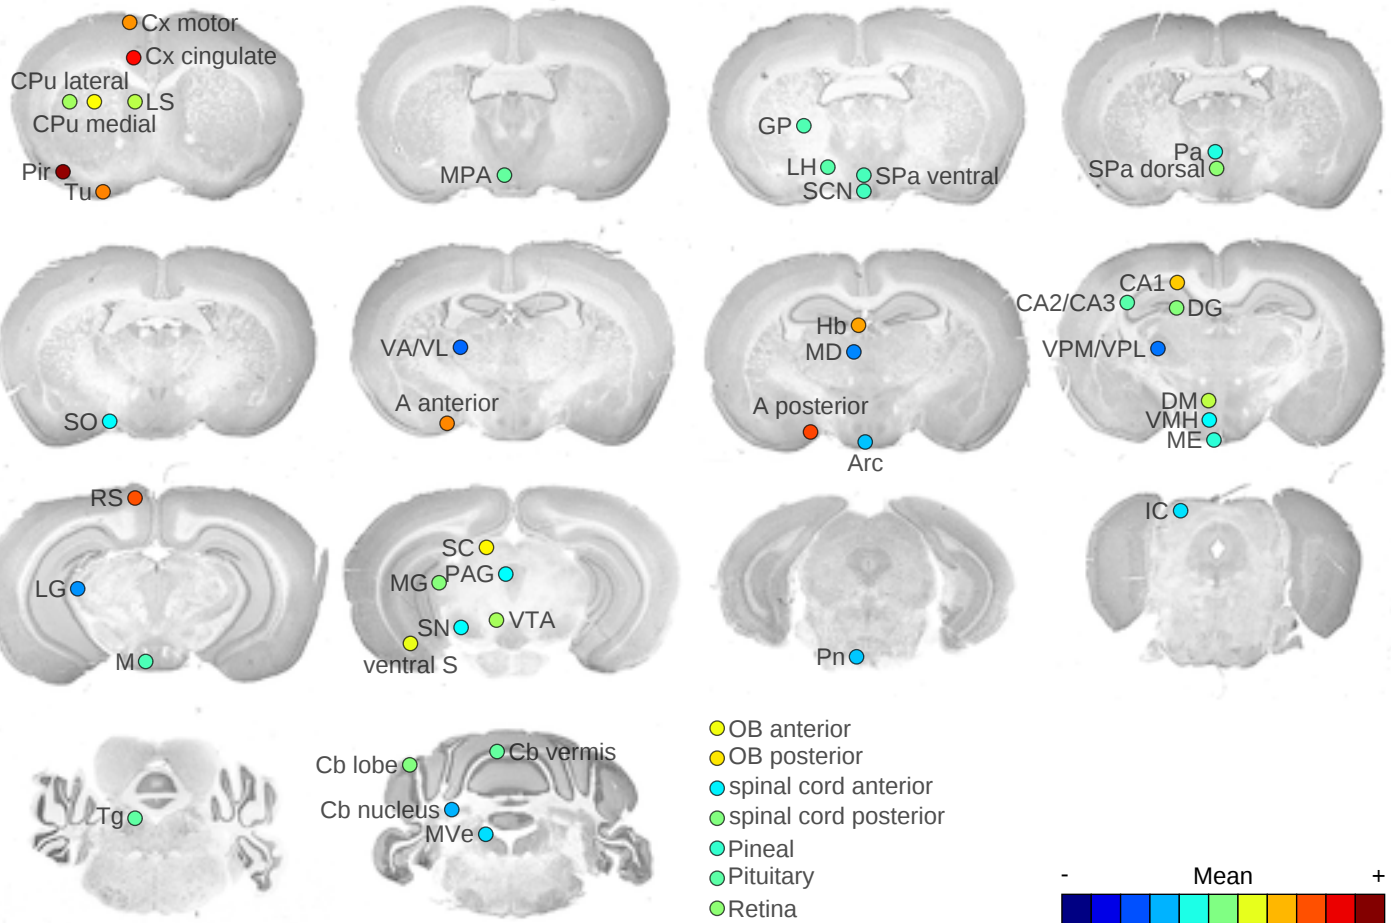 Cx motor
Cx cingulate
CPu lateral
LS
CPu medial
Pir
Tu
MPA
GP
LH
SPa ventral
SCN
Pa
SPa dorsal
SO
VA/VL
A anterior
Hb
MD
A posterior
Arc
CA1
CA2/CA3
DG
VPM/VPL
DM
VMH
ME
RS
LG
M
SC
MG
PAG
SN
VTA
ventral S
Pn
IC
Tg
Cb lobe
Cb vermis
Cb nucleus
MVe
OB anterior
OB posterior
spinal cord anterior
spinal cord posterior
Pineal
Pituitary
Retina
- Mean +